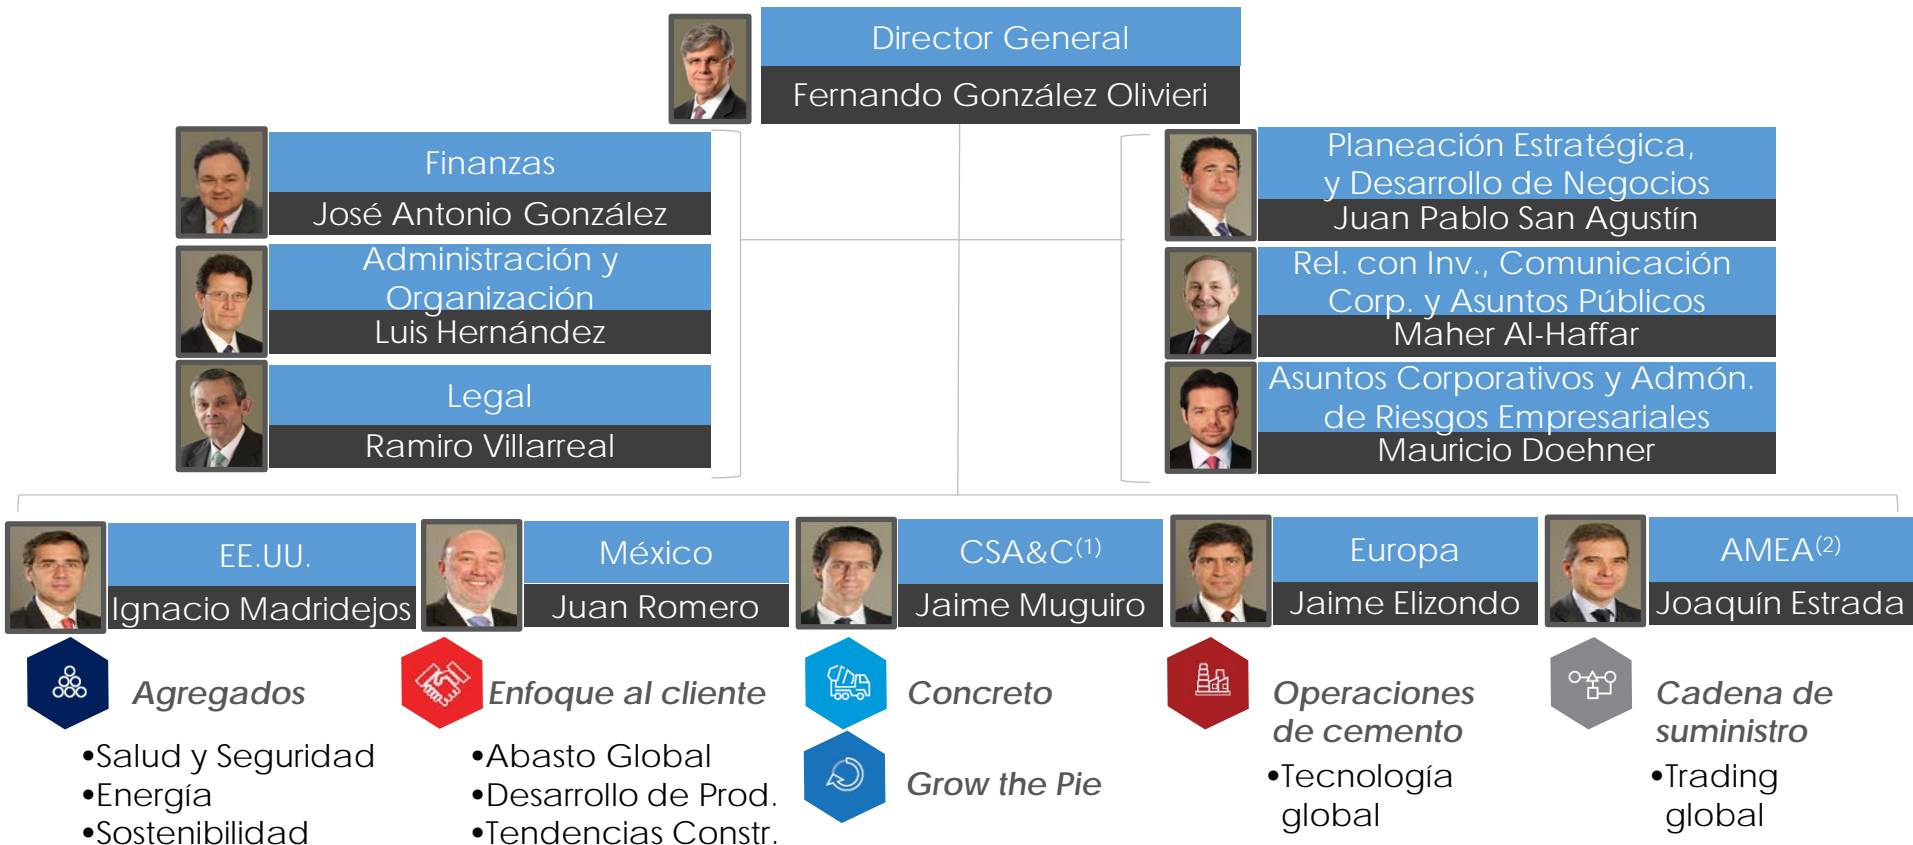 Director General
Fernando González Olivieri
Finanzas
José Antonio González
Administración y
Organización
Luis Hernández
Legal
Ramiro Villarreal
Planeación Estratégica,
y Desarrollo de Negocios
Juan Pablo San Agustín
Rel. con Inv., Comunicación
Corp. y Asuntos Públicos
Maher Al-Haffar
Asuntos Corporativos y Admón.
de Riesgos Empresariales
Mauricio Doehner
EE.UU.
Ignacio Madridejos
México
Juan Romero
CSA&C(1)
Jaime Muguiro
Europa
Jaime Elizondo
AMEA(2)
Joaquín Estrada
Agregados
•Salud y Seguridad
•Energía
•Sostenibilidad
Enfoque al cliente
•Abasto Global
•Desarrollo de Prod.
•Tendencias Constr.
Concreto
Grow the Pie
Operaciones
de cemento
•Tecnología
global
Cadena de
suministro
•Trading
global